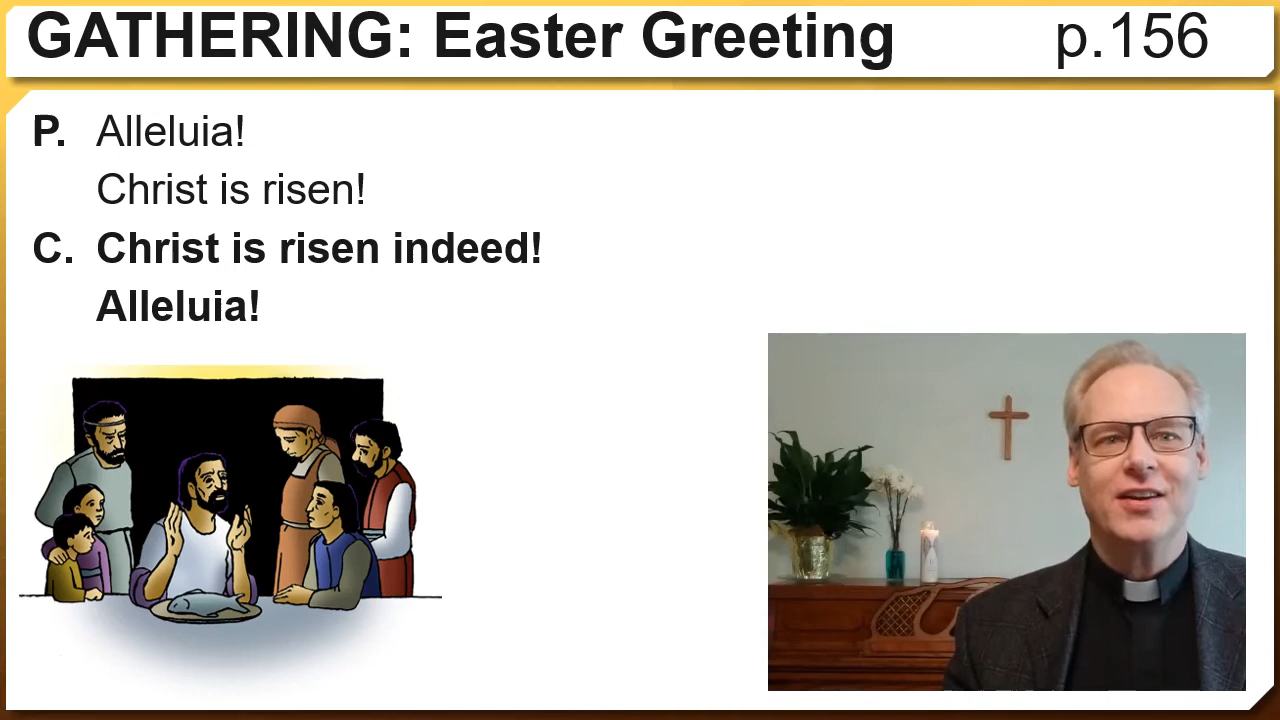 GATHERING: Easter Greeting p.156
P. Alleluia!
Christ is risen!
C. Christ is risen indeed!
Alleluia!